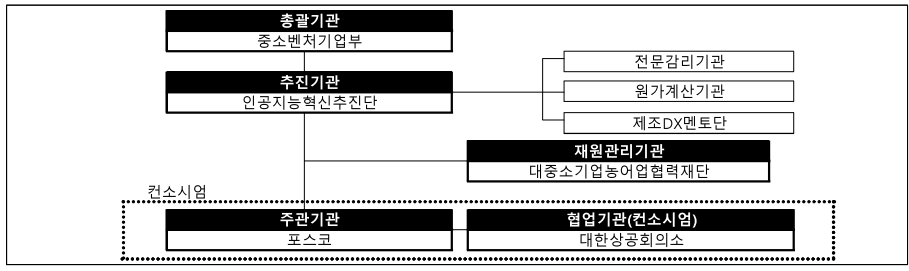 총괄기관
중소벤처기업부
추진기관
인공지능혁신추진단
전문감리기관
원가계산기관
제조DX멘토단
재원관리기관
대중소기업농어업협력재단
컨소시엄
주관기관
포스코
협업기관(컨소시엄)
대한상공회의소